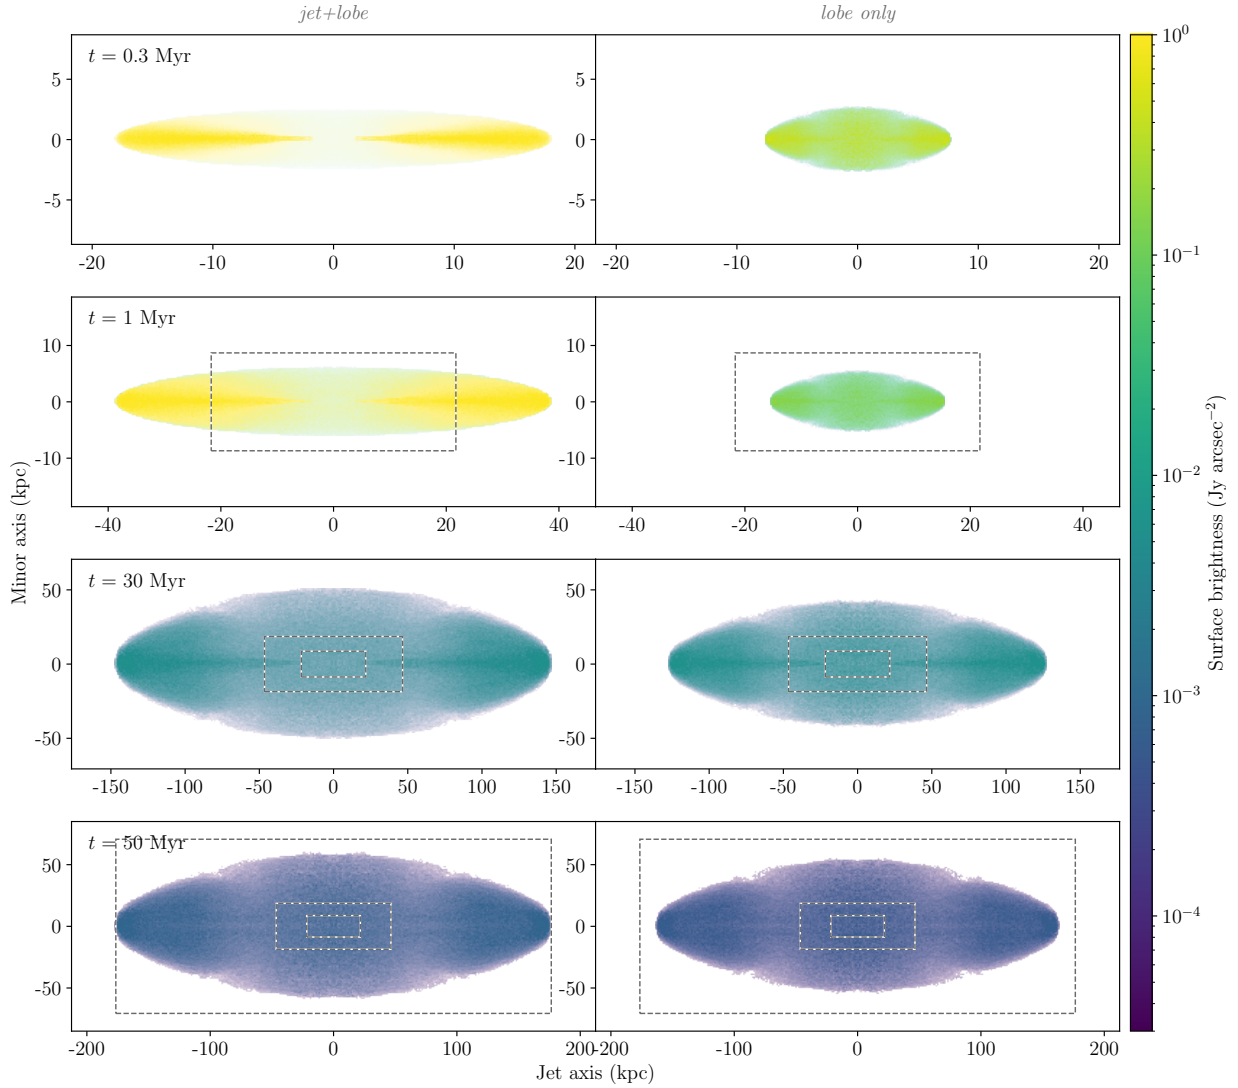 jet+lobe lobe only
t = 0.3 Myr
5 0 -5
5 0 -5
-20 -10 0 10 20
-20 -10 0 10 20
t = 1 Myr
10 0 -10
10 0 -10
-40 -20 0 20 40
-40 -20 0 20 40
t = 30 Myr
50 0 -50
50 0 -50
-150 -100 -50 0 50 100 150
-150 -100 -50 0 50 100 150
t = 50 Myr
50 0 -50
50 0 -50
-200 -100 0 100 200
-200 -100 0 100 200
Jet axis (kpc)
Minor axis (kpc)
10⁰
10⁻¹
10⁻²
10⁻³
10⁻⁴
Surface brightness (Jy arcsec⁻²)